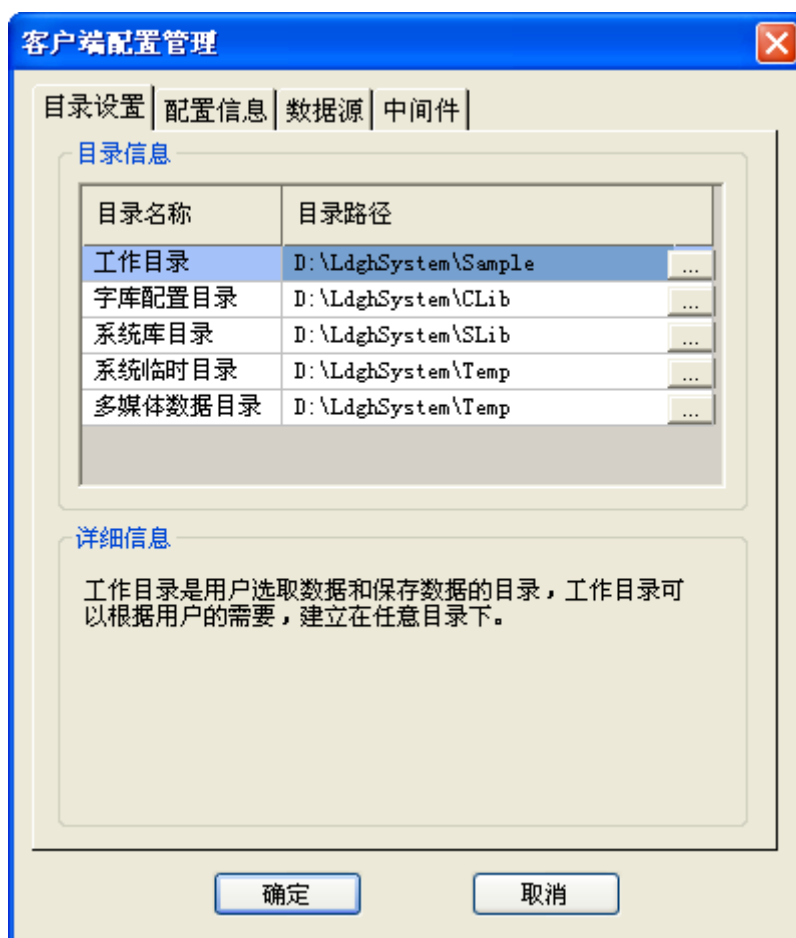 客户端配置管理
目录设置 配置信息 数据源 中间件
目录信息
目录名称 目录路径
工作目录 D:\LdghSystem\Sample ...
字库配置目录 D:\LdghSystem\CLib ...
系统库目录 D:\LdghSystem\SLib ...
系统临时目录 D:\LdghSystem\Temp ...
多媒体数据目录 D:\LdghSystem\Temp ...
详细信息
工作目录是用户选取数据和保存数据的目录，工作目录可
以根据用户的需要，建立在任意目录下。
确定 取消